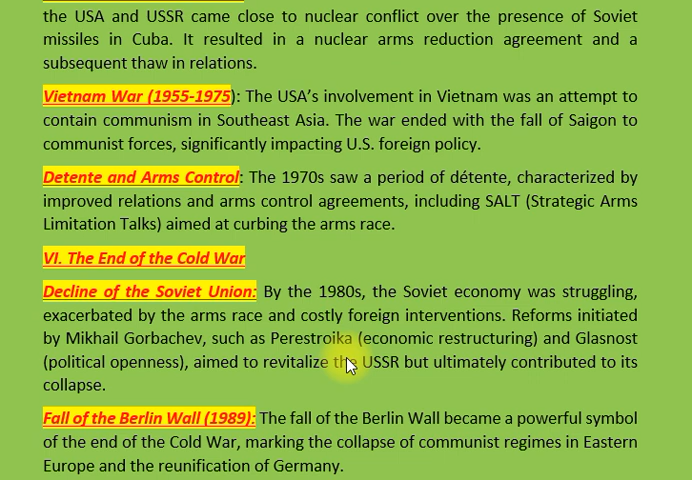 the USA and USSR came close to nuclear conflict over the presence of Soviet
missiles in Cuba. It resulted in a nuclear arms reduction agreement and a
subsequent thaw in relations.
Vietnam War (1955-1975): The USA's involvement in Vietnam was an attempt to
contain communism in Southeast Asia. The war ended with the fall of Saigon to
communist forces, significantly impacting U.S. foreign policy.
Detente and Arms Control: The 1970s saw a period of détente, characterized by
improved relations and arms control agreements, including SALT (Strategic Arms
Limitation Talks) aimed at curbing the arms race.
VI. The End of the Cold War
Decline of the Soviet Union: By the 1980s, the Soviet economy was struggling,
exacerbated by the arms race and costly foreign interventions. Reforms initiated
by Mikhail Gorbachev, such as Perestroika (economic restructuring) and Glasnost
(political openness), aimed to revitalize the USSR but ultimately contributed to its
collapse.
Fall of the Berlin Wall (1989): The fall of the Berlin Wall became a powerful symbol
of the end of the Cold War, marking the collapse of communist regimes in Eastern
Europe and the reunification of Germany.